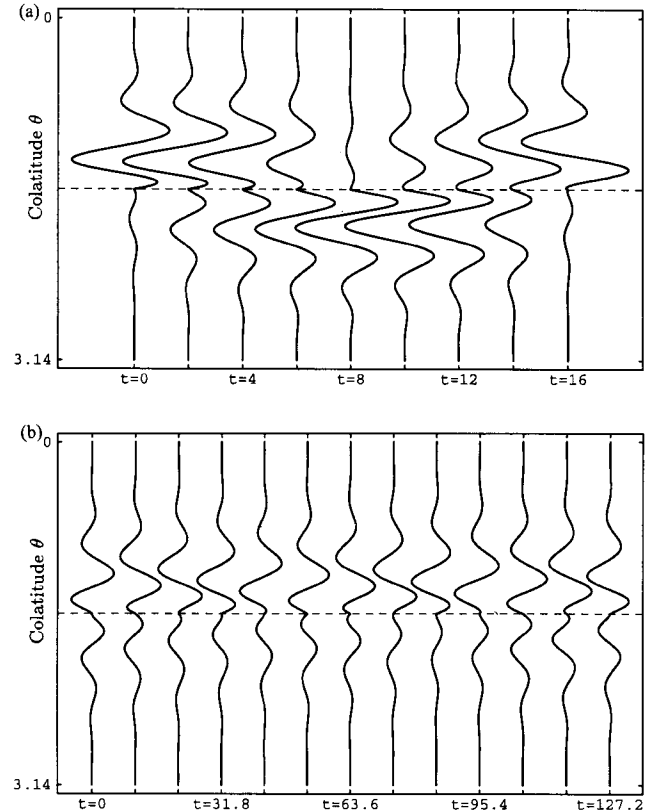 (a)
0
Colatitude θ
3.14
t=0 t=4 t=8 t=12 t=16
(b)
0
Colatitude θ
3.14
t=0 t=31.8 t=63.6 t=95.4 t=127.2